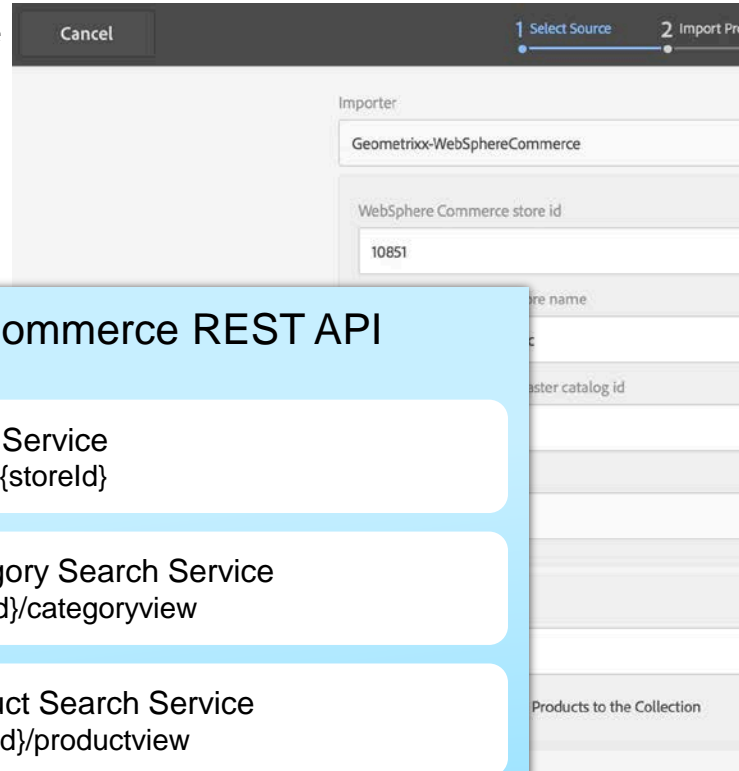 Cancel
1 Select Source
2 Import Pr
Importer
Geometrixx-WebSphereCommerce
WebSphere Commerce store id
10851
ore name
c
aster catalog id
ommerce REST API
Service
{storeId}
gory Search Service
d}/categoryview
uct Search Service
d}/productview
Products to the Collection